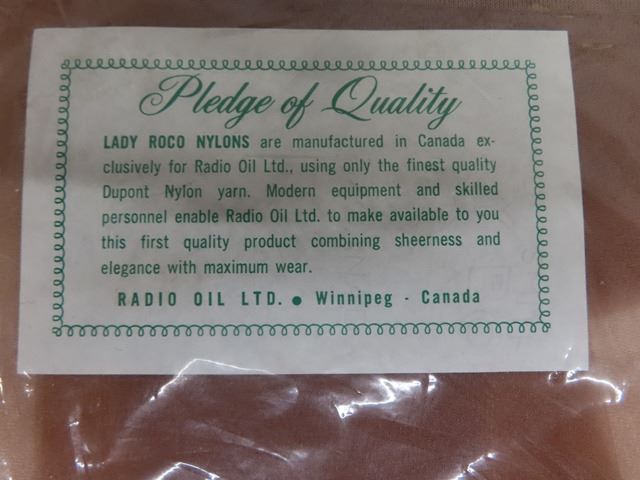 Pledge of Quality
LADY ROCO NYLONS are manufactured in Canada ex-
clusively for Radio Oil Ltd., using only the finest quality
Dupont Nylon yarn. Modern equipment and skilled
personnel enable Radio Oil Ltd. to make available to you
this first quality product combining sheerness and
elegance with maximum wear.
RADIO OIL LTD. ● Winnipeg - Canada